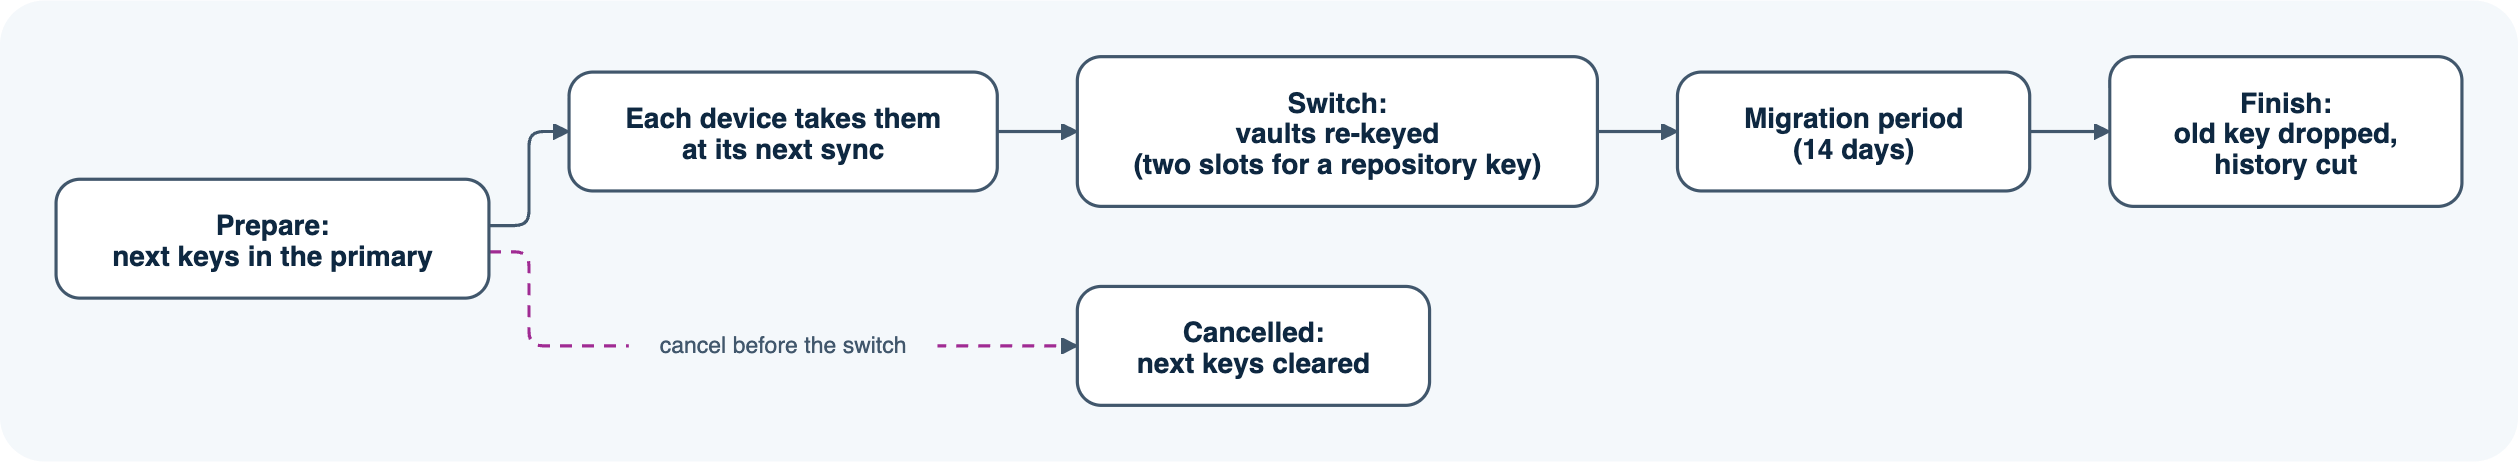 Prepare:
next keys in the primary
Each device takes them
at its next sync
Switch:
vaults re-keyed
(two slots for a repository key)
Migration period
(14 days)
Finish:
old key dropped,
history cut
cancel before the switch
Cancelled:
next keys cleared